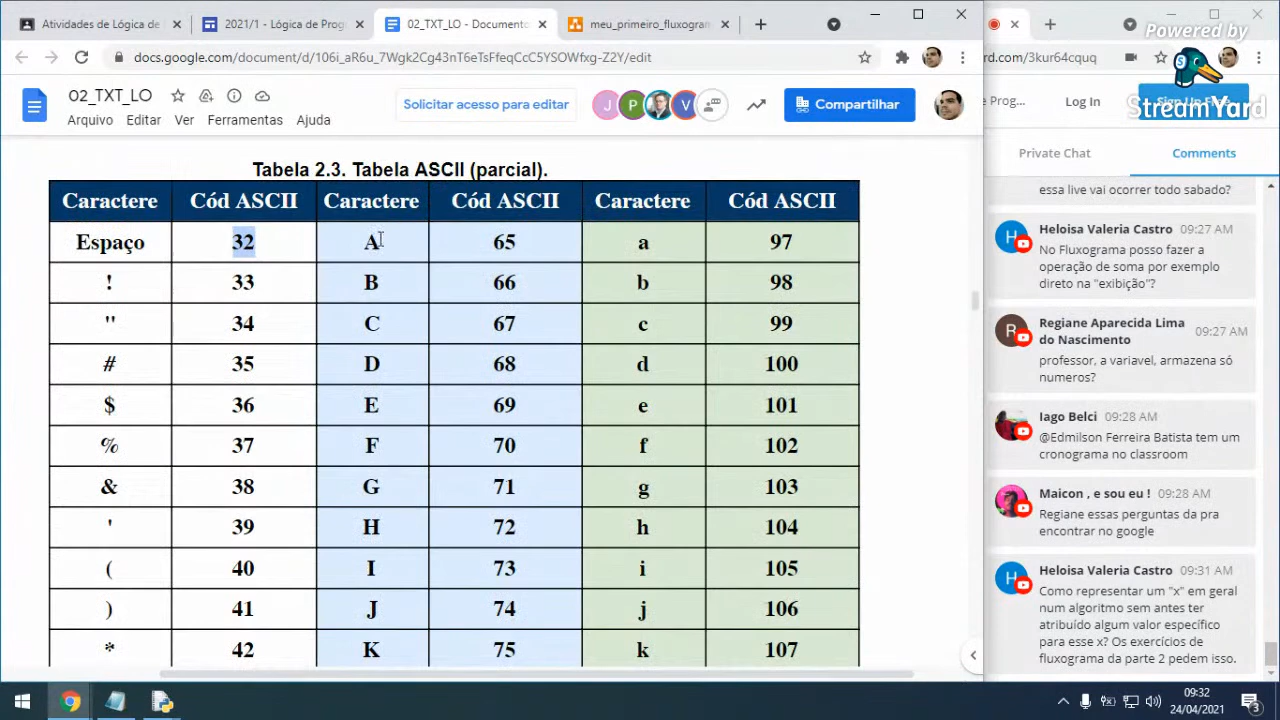 Atividades de Lógica de
2021/1 - Lógica de Prog
02_TXT_LO - Documento
meu_primeiro_fluxogram
docs.google.com/document/d/106i_aR6u_7Wgk2Cg43nT6eTcFfeqCcC5YSOWfxg-Z2Y/edit
02_TXT_LO
Arquivo Editar Ver Ferramentas Ajuda
Solicitar acesso para editar
J P V
Compartilhar
Tabela 2.3. Tabela ASCII (parcial).
Caractere Cód ASCII Caractere Cód ASCII Caractere Cód ASCII
Espaço 32 A 65 a 97
! 33 B 66 b 98
" 34 C 67 c 99
# 35 D 68 d 100
$ 36 E 69 e 101
% 37 F 70 f 102
& 38 G 71 g 103
' 39 H 72 h 104
( 40 I 73 i 105
) 41 J 74 j 106
* 42 K 75 k 107
Powered by
StreamYard
rd.com/3kur64cquq
e Prog...
Log In
Private Chat
Comments
essa live vai ocorrer todo sabado?
H
Heloisa Valeria Castro 09:27 AM
No Fluxograma posso fazer a
operação de soma por exemplo
direto na "exibição"?
R
Regiane Aparecida Lima
do Nascimento 09:27 AM
professor, a variavel, armazena só
numeros?
Iago Belci 09:28 AM
@Edmilson Ferreira Batista tem um
cronograma no classroom
Maicon , e sou eu ! 09:28 AM
Regiane essas perguntas da pra
encontrar no google
H
Heloisa Valeria Castro 09:31 AM
Como representar um "x" em geral
num algoritmo sem antes ter
atribuído algum valor específico
para esse x? Os exercícios de
fluxograma da parte 2 pedem isso.
09:32
24/04/2021
3